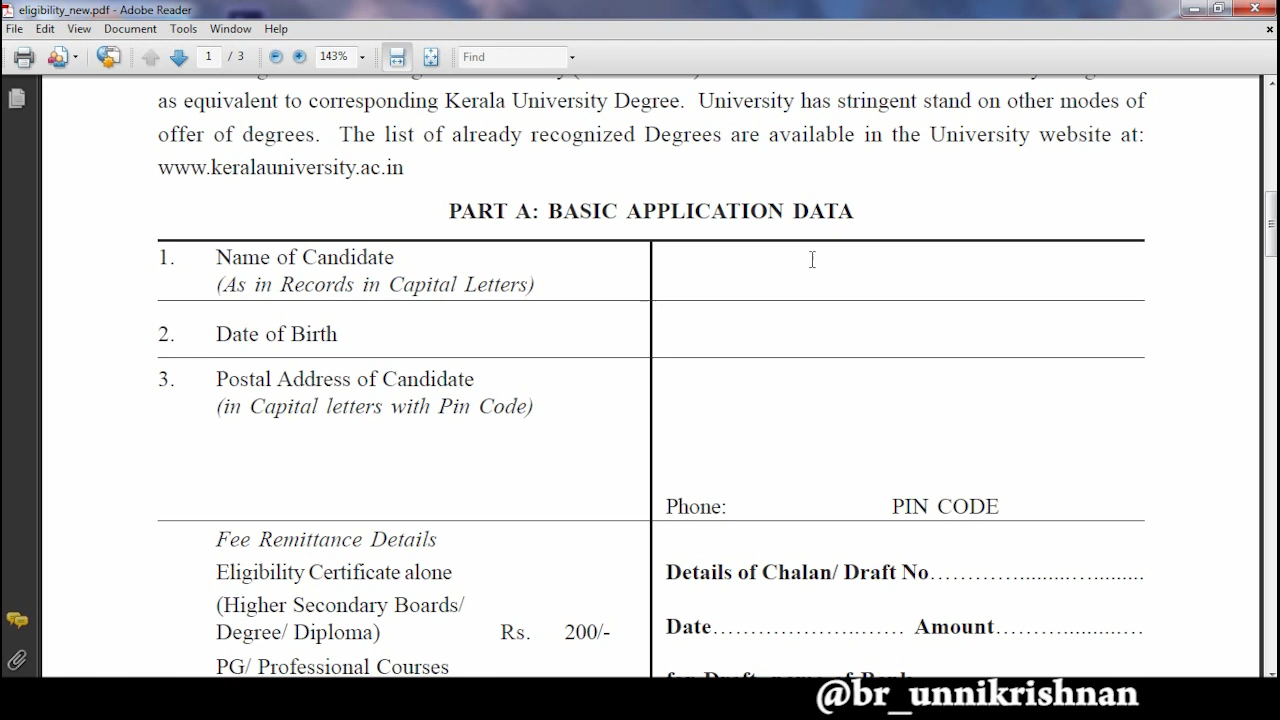 eligibility_new.pdf - Adobe Reader
File Edit View Document Tools Window Help
1 / 3 143% Find
as equivalent to corresponding Kerala University Degree. University has stringent stand on other modes of
offer of degrees. The list of already recognized Degrees are available in the University website at:
www.keralauniversity.ac.in
PART A: BASIC APPLICATION DATA
1. Name of Candidate
(As in Records in Capital Letters)
2. Date of Birth
3. Postal Address of Candidate
(in Capital letters with Pin Code)
Phone: PIN CODE
Fee Remittance Details
Eligibility Certificate alone
Details of Chalan/ Draft No.............................
(Higher Secondary Boards/
Degree/ Diploma) Rs. 200/-
Date............................ Amount........................
PG/ Professional Courses
@br_unnikrishnan